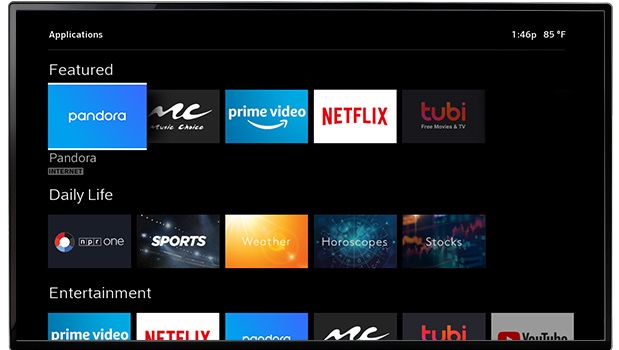 Applications
1:46p 85 °F
Featured
pandora
mc
Music Choice
prime video
NETFLIX
tubi
Free Movies & TV
Pandora
INTERNET
Daily Life
npr one
SPORTS
Weather
Horoscopes
Stocks
Entertainment
prime video
NETFLIX
pandora
mc
tubi
YouTube